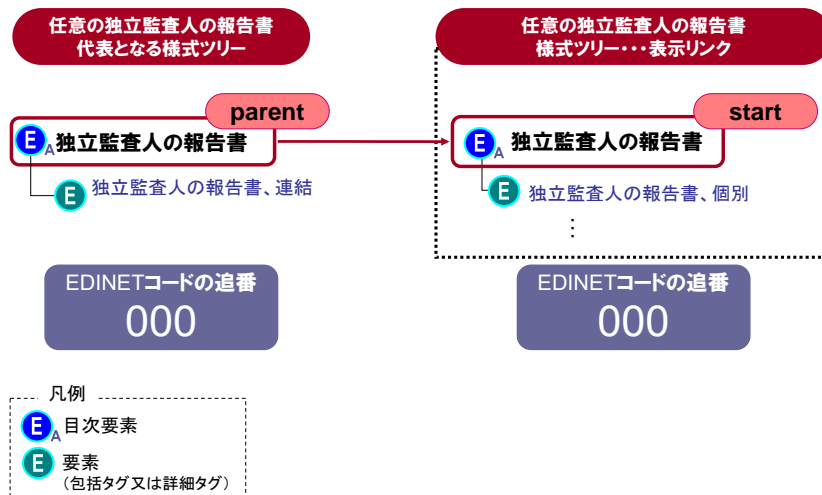 任意の独立監査人の報告書
代表となる様式ツリー
任意の独立監査人の報告書
様式ツリー・・・表示リンク
parent
E A 独立監査人の報告書
E 独立監査人の報告書、連結
start
E A 独立監査人の報告書
E 独立監査人の報告書、個別
⋮
EDINETコードの追番
000
EDINETコードの追番
000
凡例
E A 目次要素
E 要素
(包括タグ又は詳細タグ)